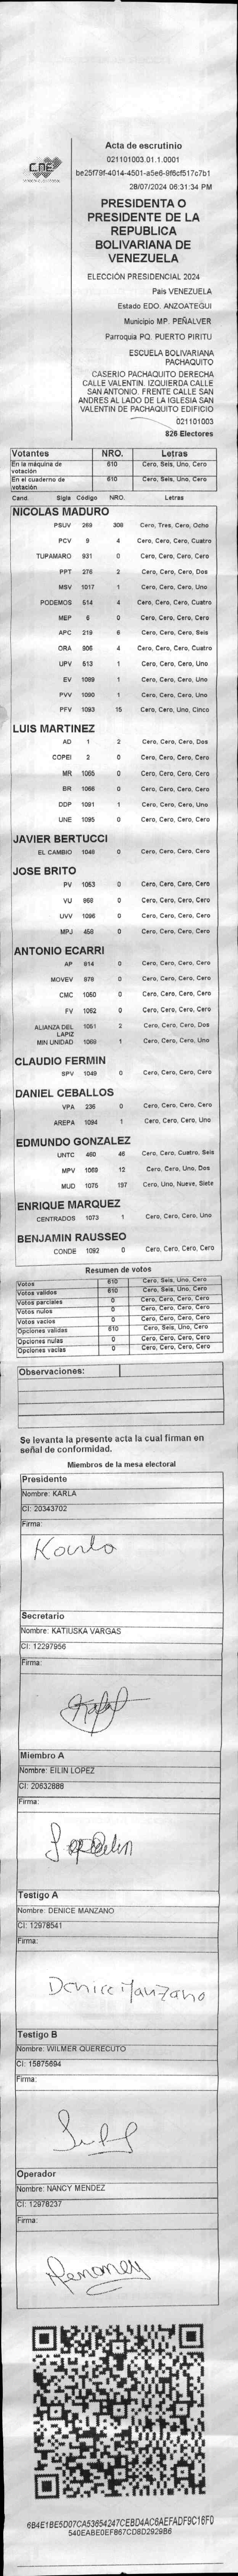 CNE
Acta de escrutinio
021101003.01.1.0001
be25f79f-4014-4501-a5e6-9f6cf517c7b1
28/07/2024 06:31:34 PM
PRESIDENTA O
PRESIDENTE DE LA
REPUBLICA
BOLIVARIANA DE
VENEZUELA
ELECCIÓN PRESIDENCIAL 2024
Pais VENEZUELA
Estado EDO. ANZOATEGUI
Municipio MP. PEÑALVER
Parroquia PQ. PUERTO PIRITU
ESCUELA BOLIVARIANA
PACHAQUITO
CASERIO PACHAQUITO DERECHA
CALLE VALENTIN. IZQUIERDA CALLE
SAN ANTONIO. FRENTE CALLE SAN
ANDRES AL LADO DE LA IGLESIA SAN
VALENTIN DE PACHAQUITO EDIFICIO
021101003
826 Electores
Votantes NRO. Letras
En la máquina de votación 610 Cero, Seis, Uno, Cero
En el cuaderno de votación 610 Cero, Seis, Uno, Cero
Cand. Sigla Código NRO. Letras
NICOLAS MADURO
PSUV 269 308 Cero, Tres, Cero, Ocho
PCV 9 4 Cero, Cero, Cero, Cuatro
TUPAMARO 931 0 Cero, Cero, Cero, Cero
PPT 276 2 Cero, Cero, Cero, Dos
MSV 1017 1 Cero, Cero, Cero, Uno
PODEMOS 514 4 Cero, Cero, Cero, Cuatro
MEP 6 0 Cero, Cero, Cero, Cero
APC 219 6 Cero, Cero, Cero, Seis
ORA 906 4 Cero, Cero, Cero, Cuatro
UPV 513 1 Cero, Cero, Cero, Uno
EV 1089 1 Cero, Cero, Cero, Uno
PVV 1090 1 Cero, Cero, Cero, Uno
PFV 1093 15 Cero, Cero, Uno, Cinco
LUIS MARTINEZ
AD 1 2 Cero, Cero, Cero, Dos
COPEI 2 0 Cero, Cero, Cero, Cero
MR 1065 0 Cero, Cero, Cero, Cero
BR 1066 0 Cero, Cero, Cero, Cero
DDP 1091 1 Cero, Cero, Cero, Uno
UNE 1095 0 Cero, Cero, Cero, Cero
JAVIER BERTUCCI
EL CAMBIO 1048 0 Cero, Cero, Cero, Cero
JOSE BRITO
PV 1053 0 Cero, Cero, Cero, Cero
VU 868 0 Cero, Cero, Cero, Cero
UVV 1096 0 Cero, Cero, Cero, Cero
MPJ 458 0 Cero, Cero, Cero, Cero
ANTONIO ECARRI
AP 814 0 Cero, Cero, Cero, Cero
MOVEV 878 0 Cero, Cero, Cero, Cero
CMC 1050 0 Cero, Cero, Cero, Cero
FV 1062 0 Cero, Cero, Cero, Cero
ALIANZA DEL LAPIZ 1051 2 Cero, Cero, Cero, Dos
MIN UNIDAD 1069 1 Cero, Cero, Cero, Uno
CLAUDIO FERMIN
SPV 1049 0 Cero, Cero, Cero, Cero
DANIEL CEBALLOS
VPA 236 0 Cero, Cero, Cero, Cero
AREPA 1094 1 Cero, Cero, Cero, Uno
EDMUNDO GONZALEZ
UNTC 460 46 Cero, Cero, Cuatro, Seis
MPV 1069 12 Cero, Cero, Uno, Dos
MUD 1075 197 Cero, Uno, Nueve, Siete
ENRIQUE MARQUEZ
CENTRADOS 1073 1 Cero, Cero, Cero, Uno
BENJAMIN RAUSSEO
CONDE 1092 0 Cero, Cero, Cero, Cero
Resumen de votos
Votos 610 Cero, Seis, Uno, Cero
Votos validos 610 Cero, Seis, Uno, Cero
Votos parciales 0 Cero, Cero, Cero, Cero
Votos nulos 0 Cero, Cero, Cero, Cero
Votos vacios 0 Cero, Cero, Cero, Cero
Opciones validas 610 Cero, Seis, Uno, Cero
Opciones nulas 0 Cero, Cero, Cero, Cero
Opciones vacías 0 Cero, Cero, Cero, Cero
Observaciones:
Se levanta la presente acta la cual firman en
señal de conformidad.
Miembros de la mesa electoral
Presidente
Nombre: KARLA
CI: 20343702
Firma:
Karla
Secretario
Nombre: KATIUSKA VARGAS
CI: 12297956
Firma:
Miembro A
Nombre: EILIN LOPEZ
CI: 20632888
Firma:
Testigo A
Nombre: DENICE MANZANO
CI: 12978541
Firma:
Denice Manzano
Testigo B
Nombre: WILMER QUERECUTO
CI: 15875694
Firma:
Operador
Nombre: NANCY MENDEZ
CI: 12978237
Firma:
6B4E1BE5D07CA53654247CEBD4AC6AEFADF9C16FD
540EABE0EF867CD8D2929B6